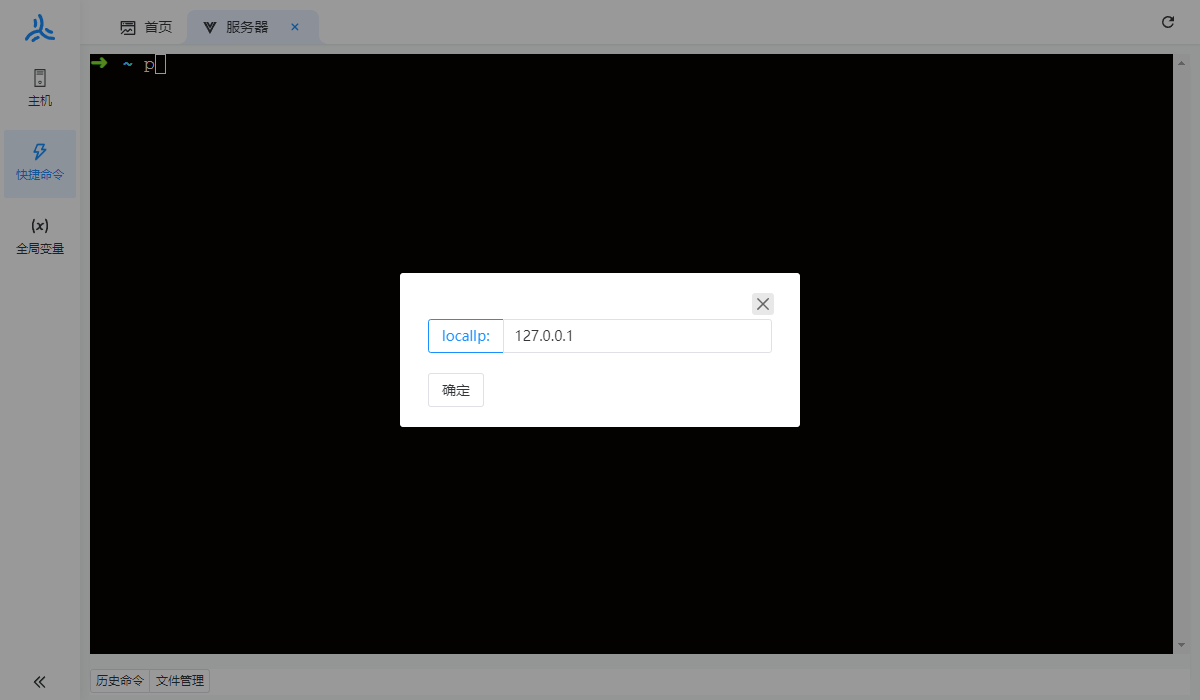 首页
服务器
主机
快捷命令
(x)
全局变量
➜ ~ p
localIp: 127.0.0.1
确定
历史命令 文件管理